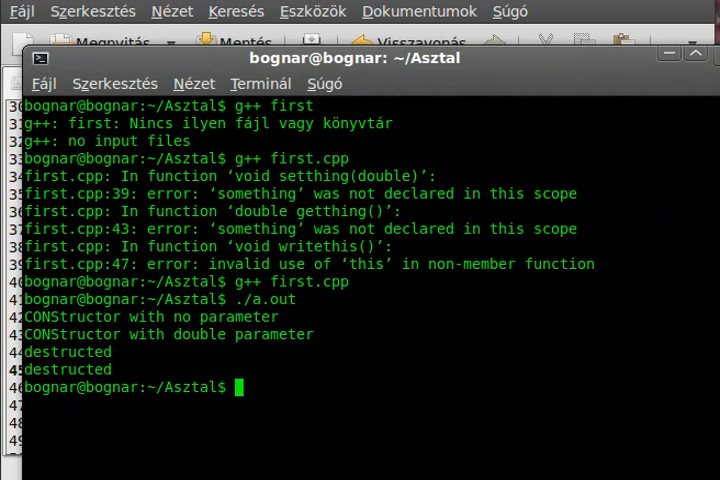 Fájl Szerkesztés Nézet Keresés Eszközök Dokumentumok Súgó
Megnyitás Mentés Visszavonás
bognar@bognar: ~/Asztal
Fájl Szerkesztés Nézet Terminál Súgó
30 bognar@bognar:~/Asztal$ g++ first
31 g++: first: Nincs ilyen fájl vagy könyvtár
32 g++: no input files
33 bognar@bognar:~/Asztal$ g++ first.cpp
34 first.cpp: In function ‘void setthing(double)’:
35 first.cpp:39: error: ‘something’ was not declared in this scope
36 first.cpp: In function ‘double getthing()’:
37 first.cpp:43: error: ‘something’ was not declared in this scope
38 first.cpp: In function ‘void writethis()’:
39 first.cpp:47: error: invalid use of ‘this’ in non-member function
40 bognar@bognar:~/Asztal$ g++ first.cpp
41 bognar@bognar:~/Asztal$ ./a.out
42 CONStructor with no parameter
43 CONStructor with double parameter
44 destructed
45 destructed
46 bognar@bognar:~/Asztal$
47
48
49